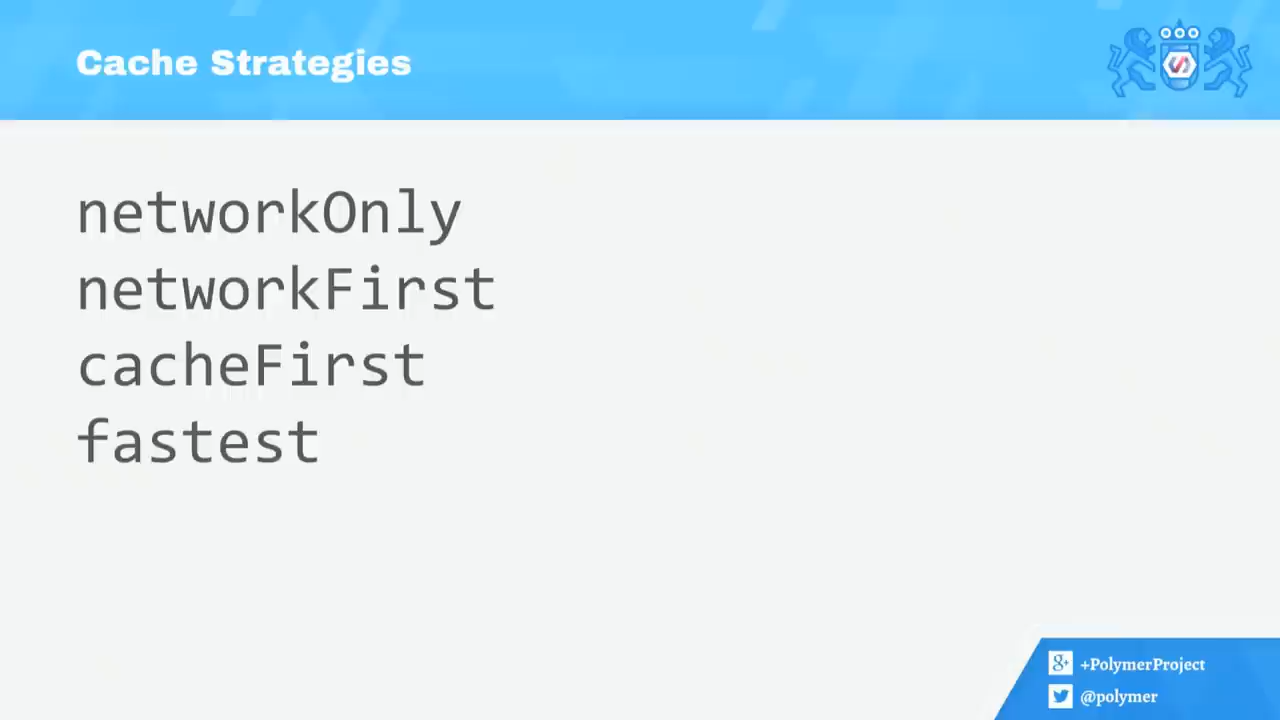 Cache Strategies
networkOnly
networkFirst
cacheFirst
fastest
+PolymerProject
@polymer